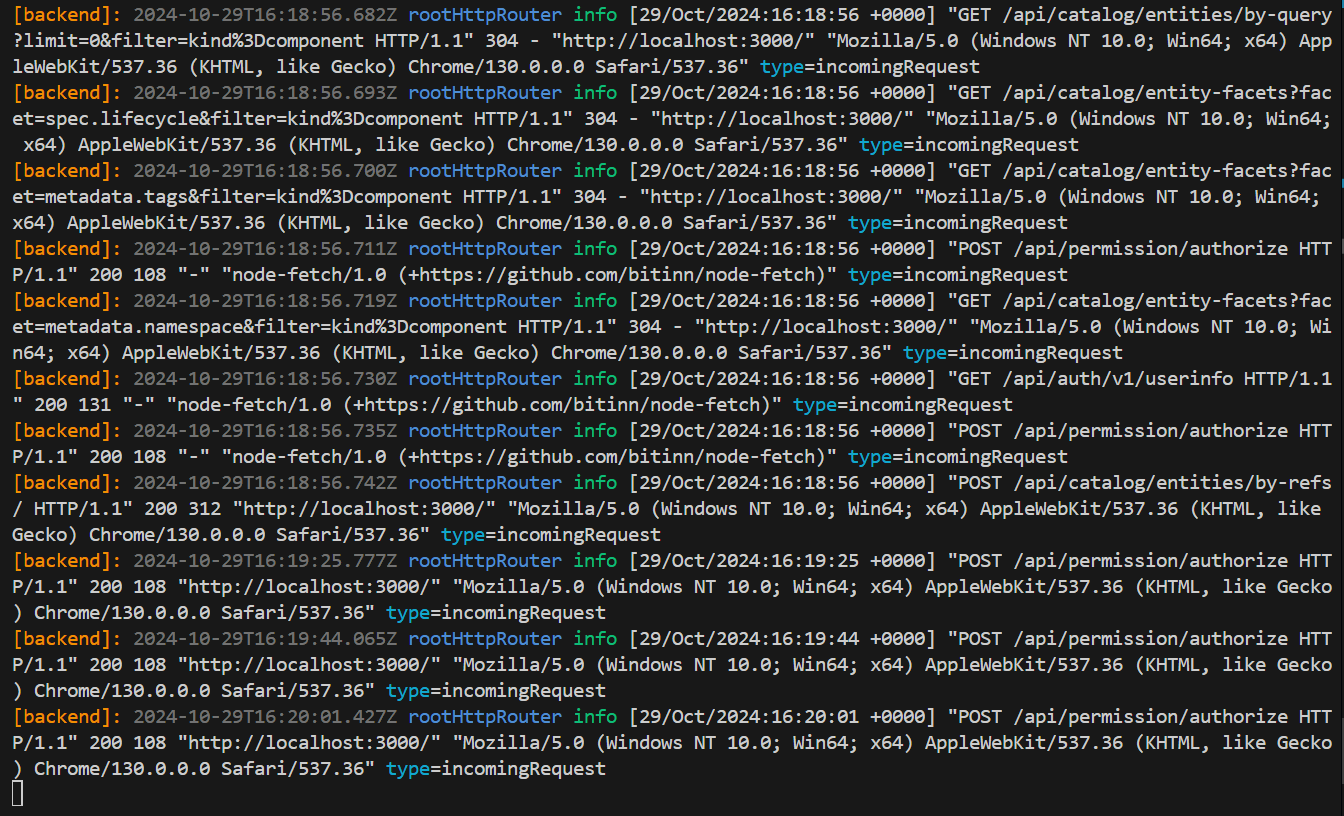 [backend]: 2024-10-29T16:18:56.682Z rootHttpRouter info [29/Oct/2024:16:18:56 +0000] "GET /api/catalog/entities/by-query
?limit=0&filter=kind%3Dcomponent HTTP/1.1" 304 - "http://localhost:3000/" "Mozilla/5.0 (Windows NT 10.0; Win64; x64) App
leWebKit/537.36 (KHTML, like Gecko) Chrome/130.0.0.0 Safari/537.36" type=incomingRequest
[backend]: 2024-10-29T16:18:56.693Z rootHttpRouter info [29/Oct/2024:16:18:56 +0000] "GET /api/catalog/entity-facets?fac
et=spec.lifecycle&filter=kind%3Dcomponent HTTP/1.1" 304 - "http://localhost:3000/" "Mozilla/5.0 (Windows NT 10.0; Win64;
 x64) AppleWebKit/537.36 (KHTML, like Gecko) Chrome/130.0.0.0 Safari/537.36" type=incomingRequest
[backend]: 2024-10-29T16:18:56.700Z rootHttpRouter info [29/Oct/2024:16:18:56 +0000] "GET /api/catalog/entity-facets?fac
et=metadata.tags&filter=kind%3Dcomponent HTTP/1.1" 304 - "http://localhost:3000/" "Mozilla/5.0 (Windows NT 10.0; Win64;
x64) AppleWebKit/537.36 (KHTML, like Gecko) Chrome/130.0.0.0 Safari/537.36" type=incomingRequest
[backend]: 2024-10-29T16:18:56.711Z rootHttpRouter info [29/Oct/2024:16:18:56 +0000] "POST /api/permission/authorize HTT
P/1.1" 200 108 "-" "node-fetch/1.0 (+https://github.com/bitinn/node-fetch)" type=incomingRequest
[backend]: 2024-10-29T16:18:56.719Z rootHttpRouter info [29/Oct/2024:16:18:56 +0000] "GET /api/catalog/entity-facets?fac
et=metadata.namespace&filter=kind%3Dcomponent HTTP/1.1" 304 - "http://localhost:3000/" "Mozilla/5.0 (Windows NT 10.0; Wi
n64; x64) AppleWebKit/537.36 (KHTML, like Gecko) Chrome/130.0.0.0 Safari/537.36" type=incomingRequest
[backend]: 2024-10-29T16:18:56.730Z rootHttpRouter info [29/Oct/2024:16:18:56 +0000] "GET /api/auth/v1/userinfo HTTP/1.1
" 200 131 "-" "node-fetch/1.0 (+https://github.com/bitinn/node-fetch)" type=incomingRequest
[backend]: 2024-10-29T16:18:56.735Z rootHttpRouter info [29/Oct/2024:16:18:56 +0000] "POST /api/permission/authorize HTT
P/1.1" 200 108 "-" "node-fetch/1.0 (+https://github.com/bitinn/node-fetch)" type=incomingRequest
[backend]: 2024-10-29T16:18:56.742Z rootHttpRouter info [29/Oct/2024:16:18:56 +0000] "POST /api/catalog/entities/by-refs
/ HTTP/1.1" 200 312 "http://localhost:3000/" "Mozilla/5.0 (Windows NT 10.0; Win64; x64) AppleWebKit/537.36 (KHTML, like
Gecko) Chrome/130.0.0.0 Safari/537.36" type=incomingRequest
[backend]: 2024-10-29T16:19:25.777Z rootHttpRouter info [29/Oct/2024:16:19:25 +0000] "POST /api/permission/authorize HTT
P/1.1" 200 108 "http://localhost:3000/" "Mozilla/5.0 (Windows NT 10.0; Win64; x64) AppleWebKit/537.36 (KHTML, like Gecko
) Chrome/130.0.0.0 Safari/537.36" type=incomingRequest
[backend]: 2024-10-29T16:19:44.065Z rootHttpRouter info [29/Oct/2024:16:19:44 +0000] "POST /api/permission/authorize HTT
P/1.1" 200 108 "http://localhost:3000/" "Mozilla/5.0 (Windows NT 10.0; Win64; x64) AppleWebKit/537.36 (KHTML, like Gecko
) Chrome/130.0.0.0 Safari/537.36" type=incomingRequest
[backend]: 2024-10-29T16:20:01.427Z rootHttpRouter info [29/Oct/2024:16:20:01 +0000] "POST /api/permission/authorize HTT
P/1.1" 200 108 "http://localhost:3000/" "Mozilla/5.0 (Windows NT 10.0; Win64; x64) AppleWebKit/537.36 (KHTML, like Gecko
) Chrome/130.0.0.0 Safari/537.36" type=incomingRequest